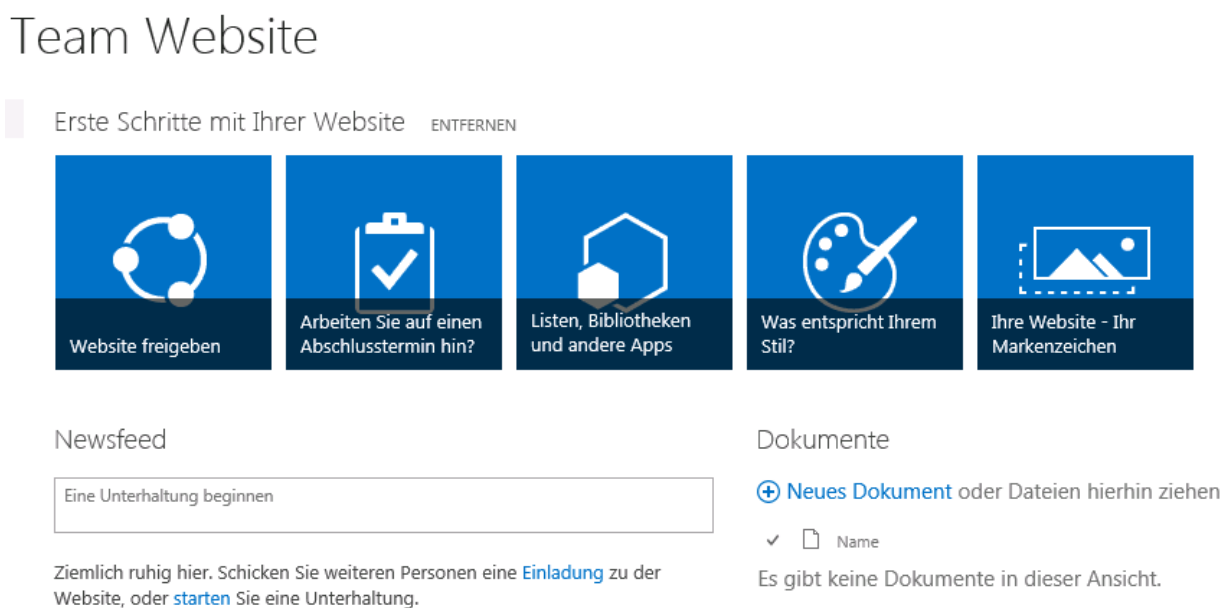 Team Website
Erste Schritte mit Ihrer Website ENTFERNEN
Website freigeben
Arbeiten Sie auf einen
Abschlusstermin hin?
Listen, Bibliotheken
und andere Apps
Was entspricht Ihrem
Stil?
Ihre Website - Ihr
Markenzeichen
Newsfeed
Eine Unterhaltung beginnen
Ziemlich ruhig hier. Schicken Sie weiteren Personen eine Einladung zu der
Website, oder starten Sie eine Unterhaltung.
Dokumente
Neues Dokument oder Dateien hierhin ziehen
Name
Es gibt keine Dokumente in dieser Ansicht.